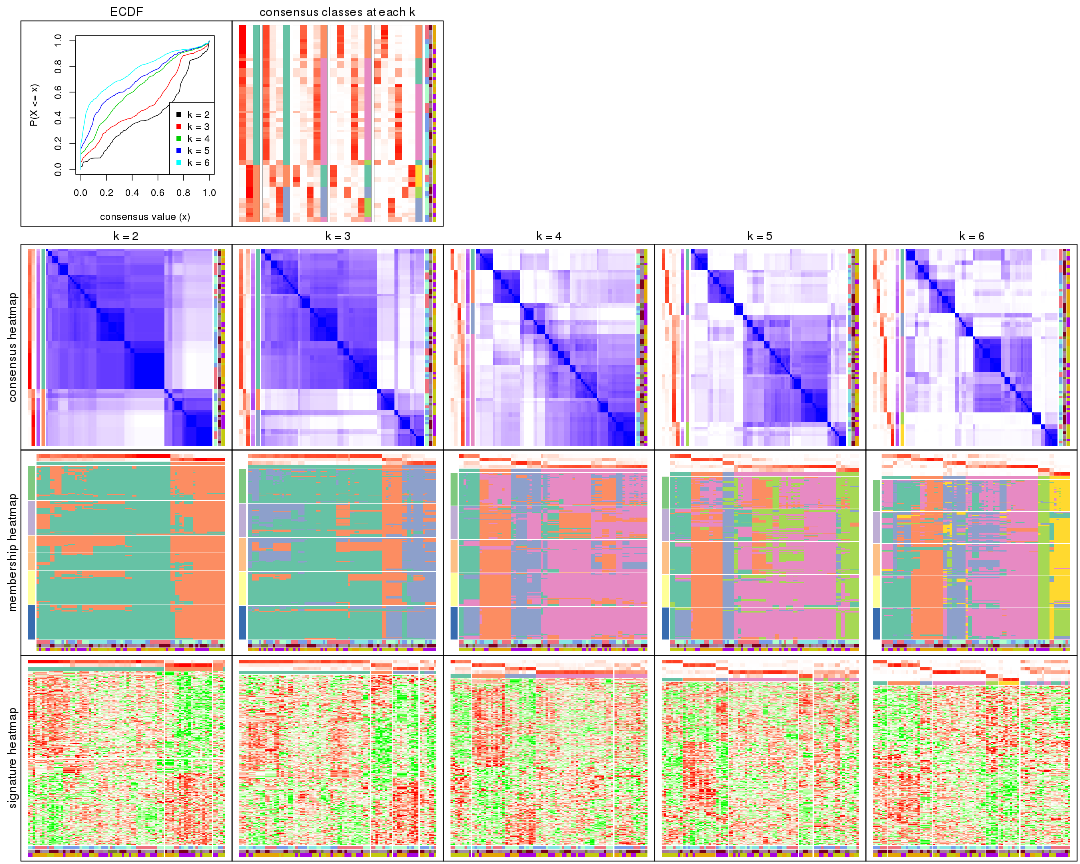 ECDF
consensus classes at each k
P(X <= x)
0.0 0.2 0.4 0.6 0.8 1.0
k = 2
k = 3
k = 4
k = 5
k = 6
0.0 0.2 0.4 0.6 0.8 1.0
consensus value (x)
k = 2 k = 3 k = 4 k = 5 k = 6
consensus heatmap
membership heatmap
signature heatmap